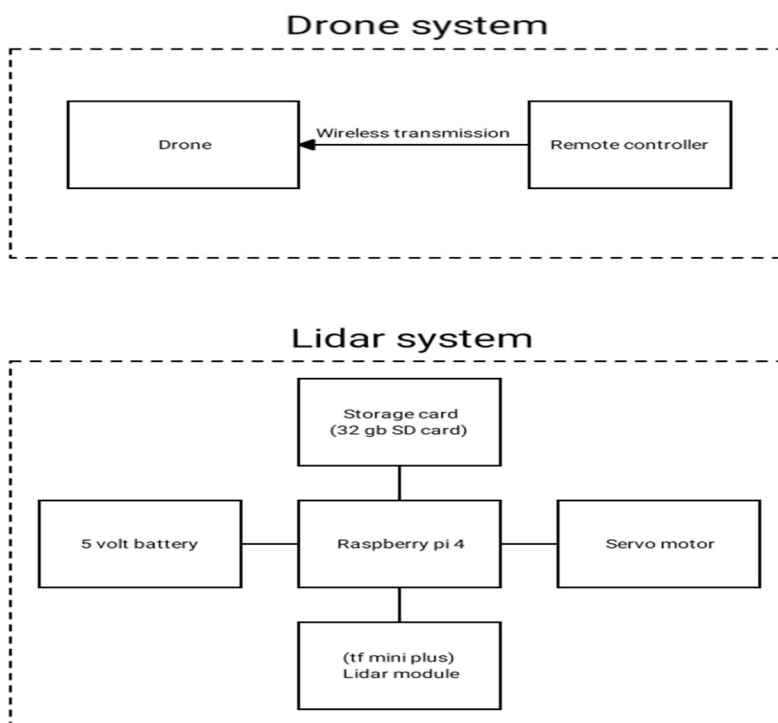 Drone system
Drone
Wireless transmission
Remote controller
Lidar system
Storage card
(32 gb SD card)
5 volt battery
Raspberry pi 4
Servo motor
(tf mini plus)
Lidar module